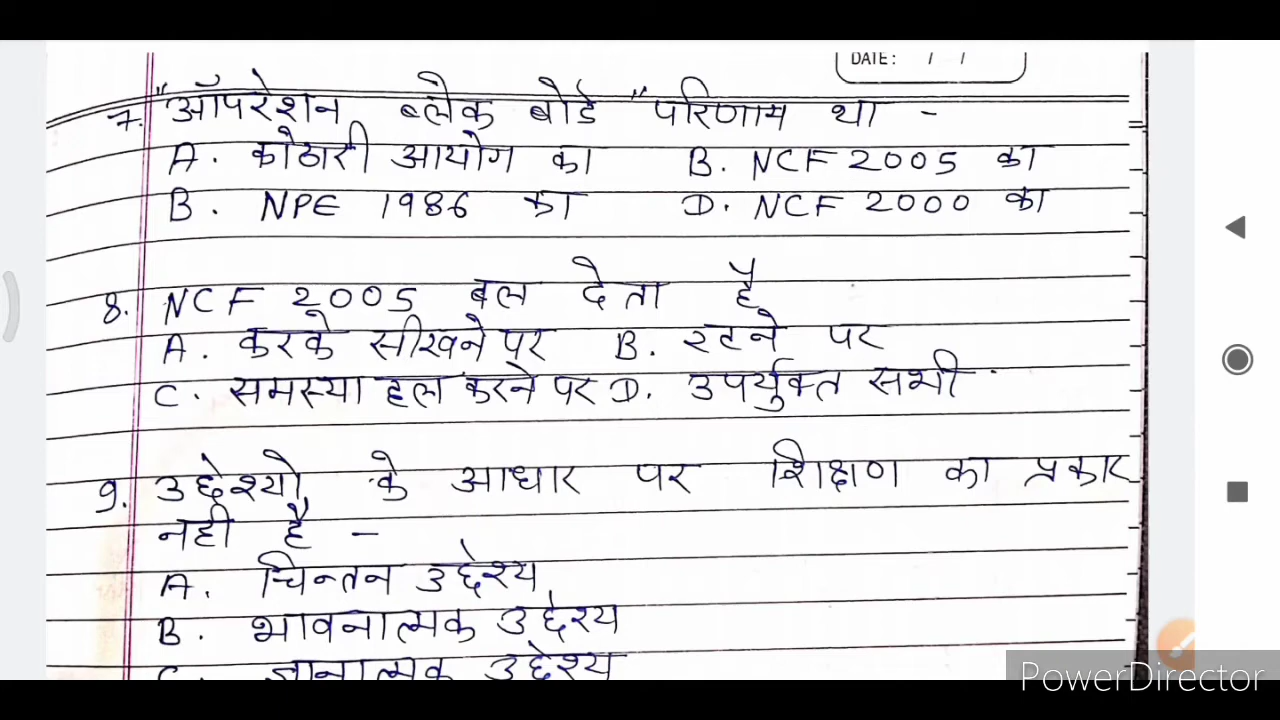 DATE: / /
7. "ऑपरेशन ब्लैक बोर्ड" परिणाम था -
A. कोठारी आयोग का B. NCF 2005 का
B. NPE 1986 का D. NCF 2000 का
8. NCF 2005 बल देता है
A. करके सीखने पर B. रटने पर
C. समस्या हल करने पर D. उपर्युक्त सभी
9. उद्देश्यो के आधार पर शिक्षण का प्रकार
नही है -
A. चिन्तन उद्देश्य
B. भावनात्मक उद्देश्य
C. ज्ञानात्मक उद्देश्य
PowerDirector